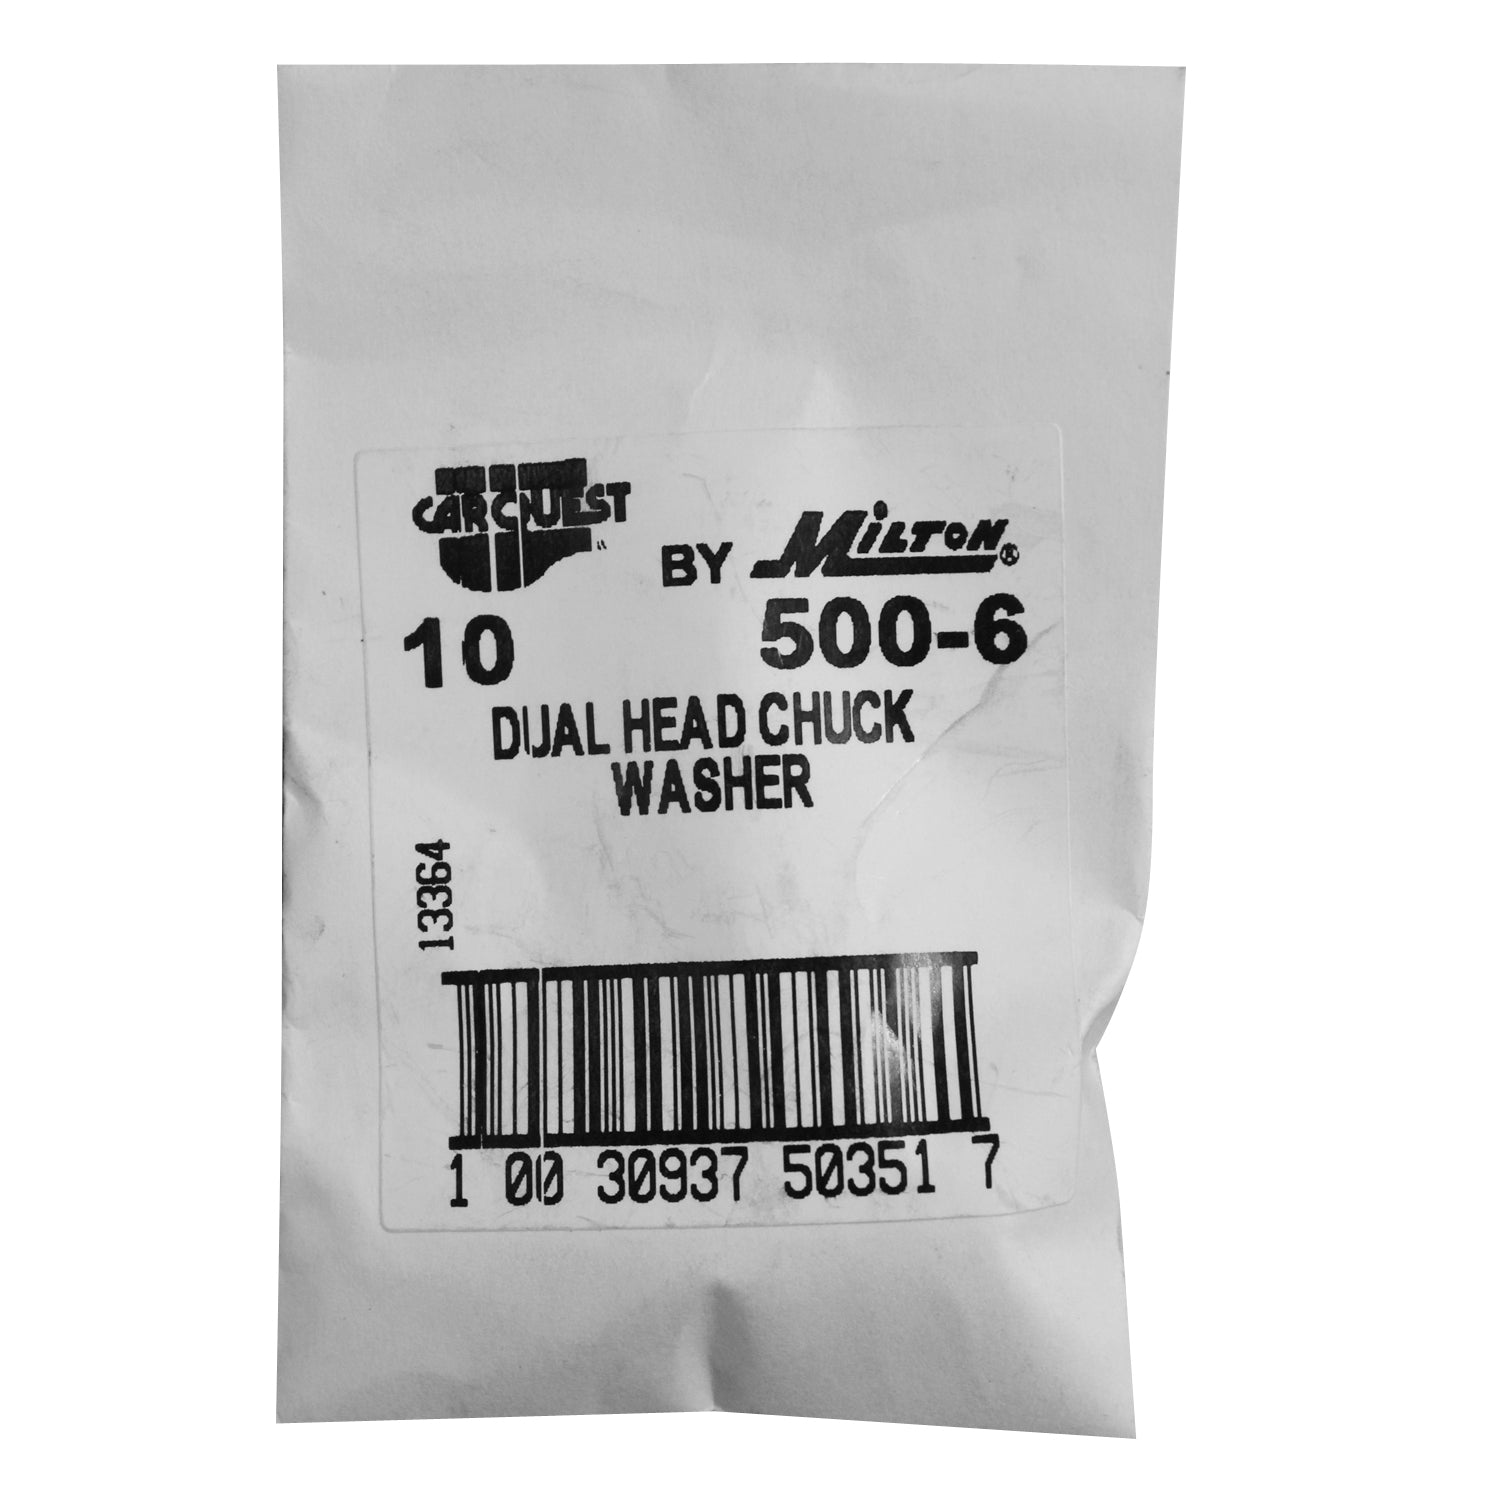 CARQUEST BY MILTON®
10 500-6
DUAL HEAD CHUCK
WASHER
13364
1 00 30937 50351 7